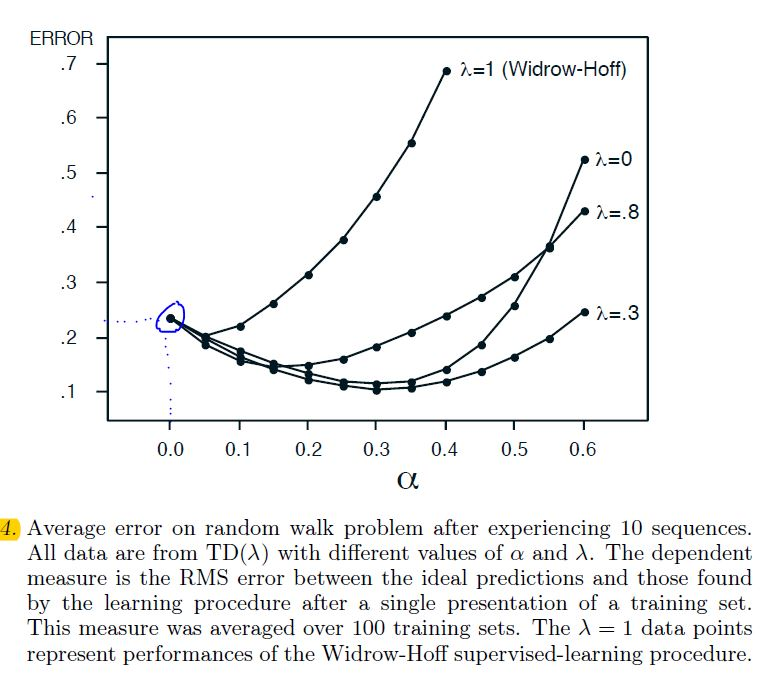 ERROR
.7
λ=1 (Widrow-Hoff)
.6
.5
λ=0
.4
λ=.8
.3
λ=.3
.2
.1
0.0 0.1 0.2 0.3 0.4 0.5 0.6
α
4. Average error on random walk problem after experiencing 10 sequences.
All data are from TD(λ) with different values of α and λ. The dependent
measure is the RMS error between the ideal predictions and those found
by the learning procedure after a single presentation of a training set.
This measure was averaged over 100 training sets. The λ = 1 data points
represent performances of the Widrow-Hoff supervised-learning procedure.